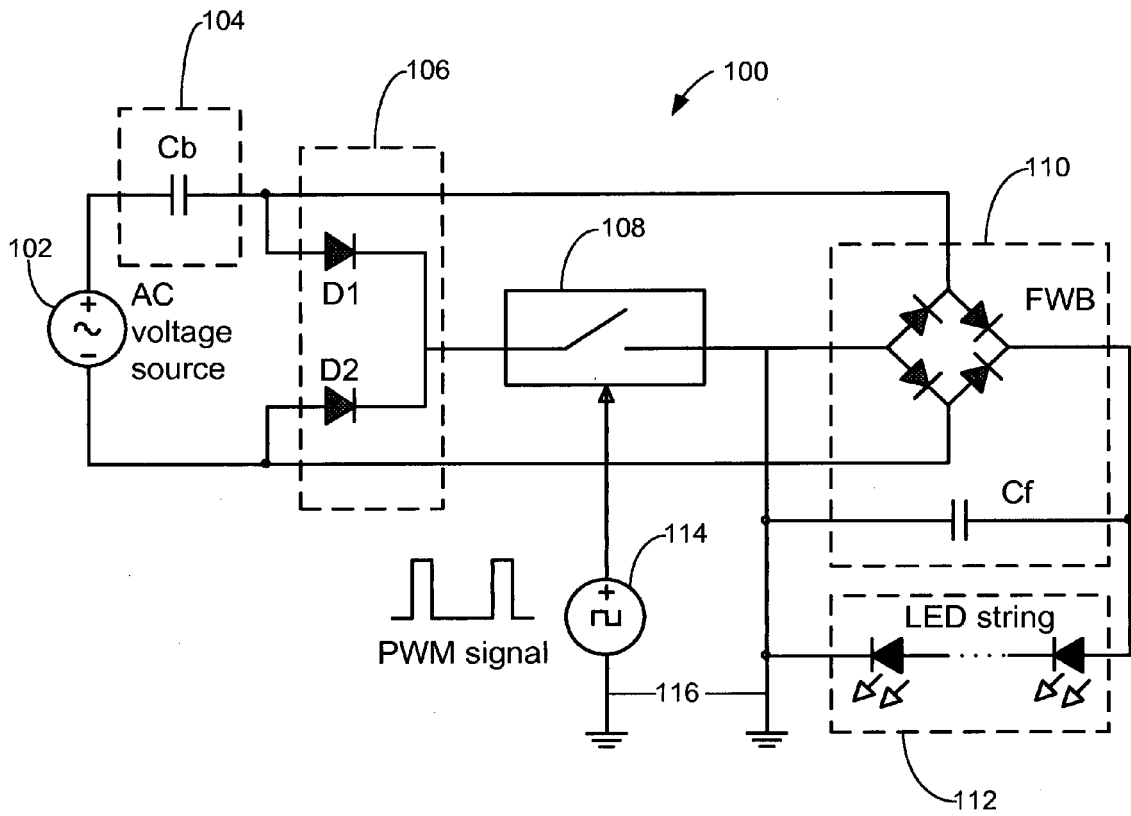 104
106
100
Cb
110
102
108
AC
voltage
source
D1
FWB
D2
Cf
114
PWM signal
LED string
116
112